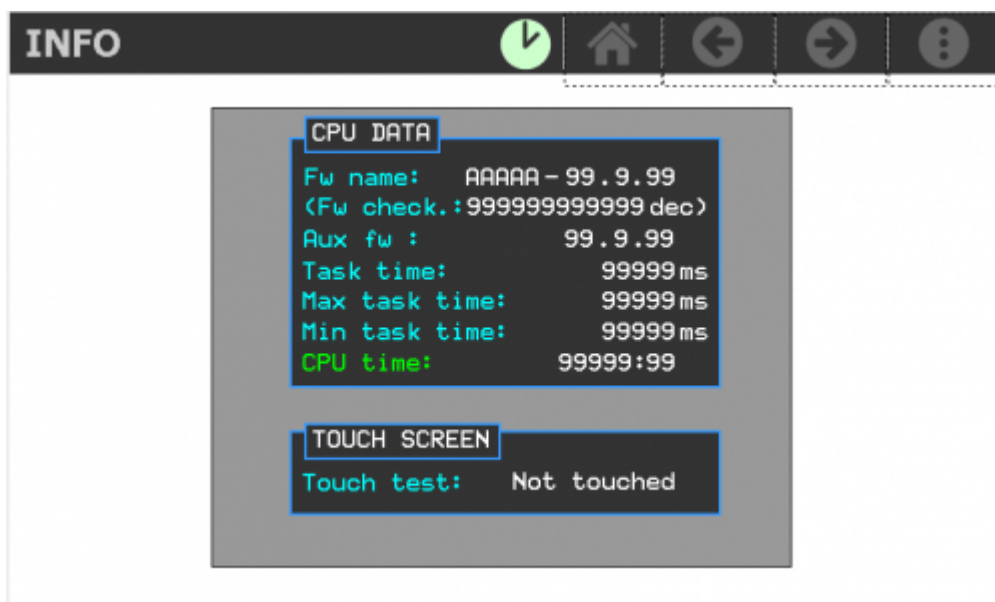 INFO
CPU DATA
Fw name: AAAAA-99.9.99
(Fw check.:999999999999 dec)
Aux fw : 99.9.99
Task time: 99999 ms
Max task time: 99999 ms
Min task time: 99999 ms
CPU time: 99999:99
TOUCH SCREEN
Touch test: Not touched